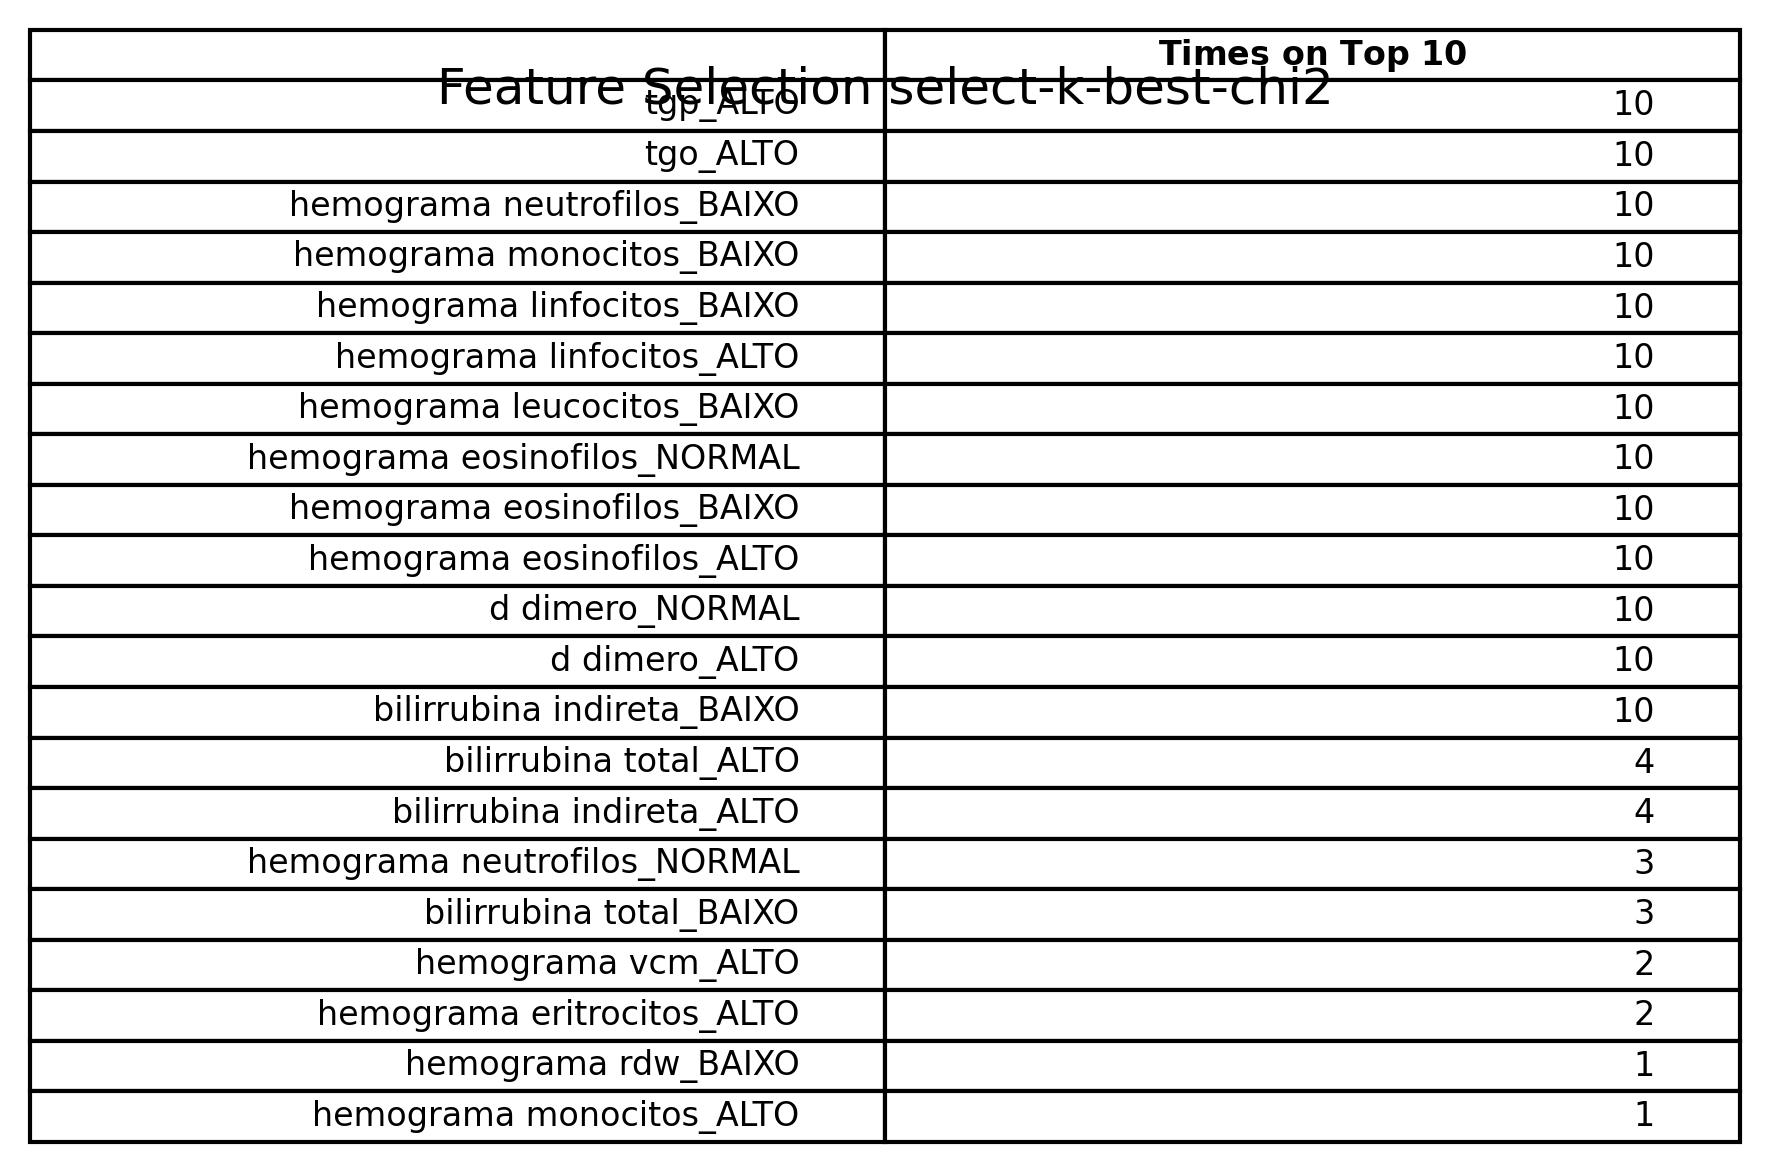 Times on Top 10
Feature Selection select-k-best-chi2
tgp_ALTO 10
tgo_ALTO 10
hemograma neutrofilos_BAIXO 10
hemograma monocitos_BAIXO 10
hemograma linfocitos_BAIXO 10
hemograma linfocitos_ALTO 10
hemograma leucocitos_BAIXO 10
hemograma eosinofilos_NORMAL 10
hemograma eosinofilos_BAIXO 10
hemograma eosinofilos_ALTO 10
d dimero_NORMAL 10
d dimero_ALTO 10
bilirrubina indireta_BAIXO 10
bilirrubina total_ALTO 4
bilirrubina indireta_ALTO 4
hemograma neutrofilos_NORMAL 3
bilirrubina total_BAIXO 3
hemograma vcm_ALTO 2
hemograma eritrocitos_ALTO 2
hemograma rdw_BAIXO 1
hemograma monocitos_ALTO 1